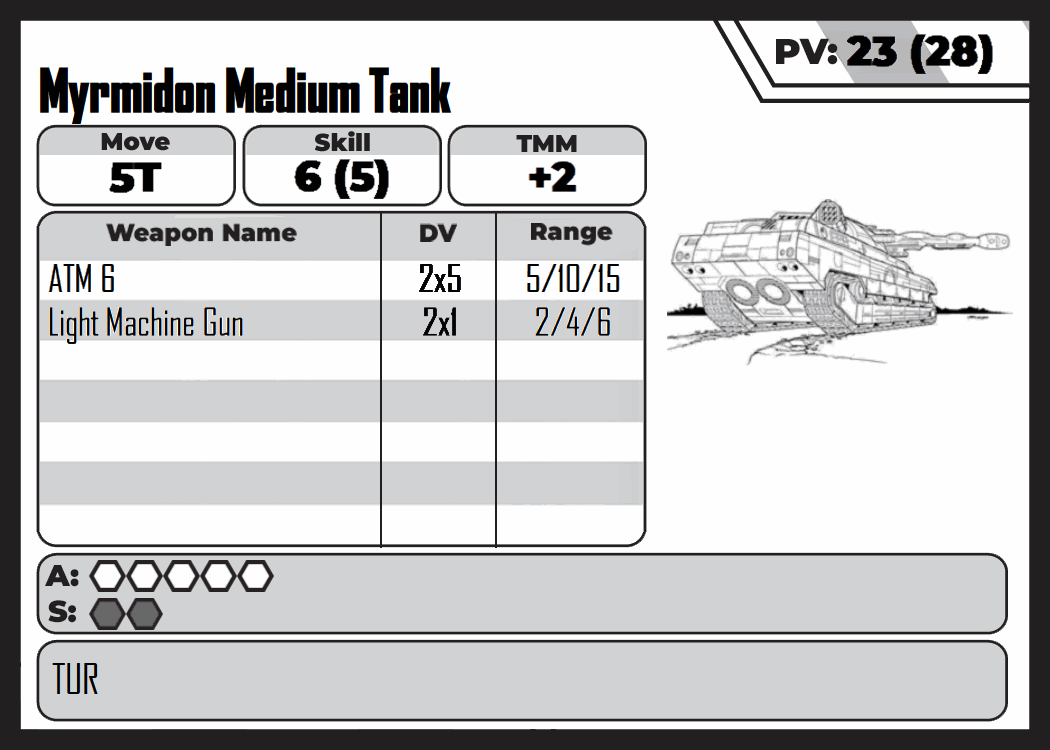 PV: 23 (28)
Myrmidon Medium Tank
Move Skill TMM
5T 6 (5) +2
Weapon Name DV Range
ATM 6 2x5 5/10/15
Light Machine Gun 2x1 2/4/6
A:
S:
TUR